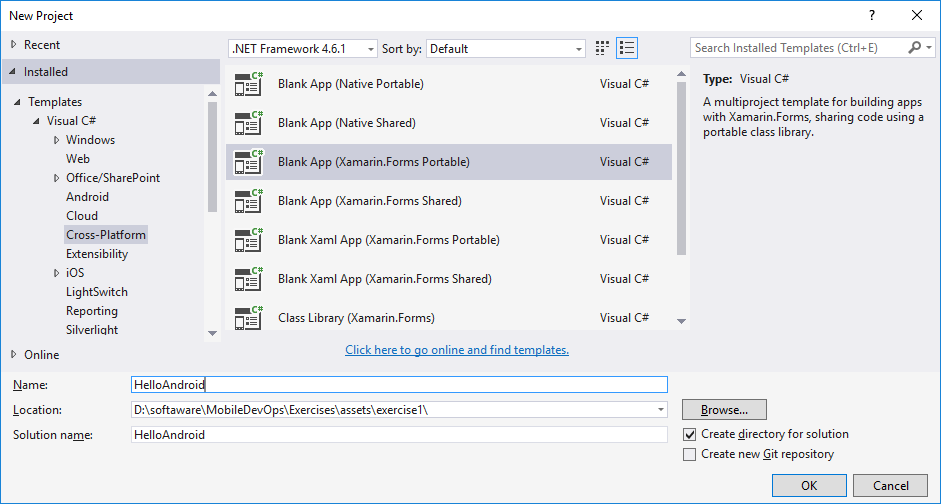 New Project
?
Recent
.NET Framework 4.6.1 Sort by: Default
Search Installed Templates (Ctrl+E)
Installed
Templates
Visual C#
Windows
Web
Office/SharePoint
Android
Cloud
Cross-Platform
Extensibility
iOS
LightSwitch
Reporting
Silverlight
Online
C# Blank App (Native Portable) Visual C#
C# Blank App (Native Shared) Visual C#
C# Blank App (Xamarin.Forms Portable) Visual C#
C# Blank App (Xamarin.Forms Shared) Visual C#
C# Blank Xaml App (Xamarin.Forms Portable) Visual C#
C# Blank Xaml App (Xamarin.Forms Shared) Visual C#
C# Class Library (Xamarin.Forms) Visual C#
Click here to go online and find templates.
Type: Visual C#
A multiproject template for building apps
with Xamarin.Forms, sharing code using a
portable class library.
Name: HelloAndroid
Location: D:\softaware\MobileDevOps\Exercises\assets\exercise1\
Browse...
Solution name: HelloAndroid
Create directory for solution
Create new Git repository
OK Cancel